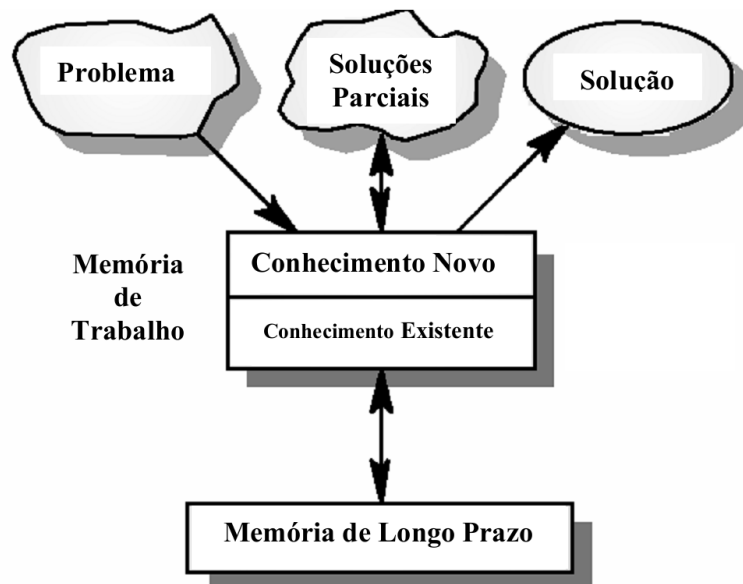 Problema
Soluções
Parciais
Solução
Memória
de
Trabalho
Conhecimento Novo
Conhecimento Existente
Memória de Longo Prazo